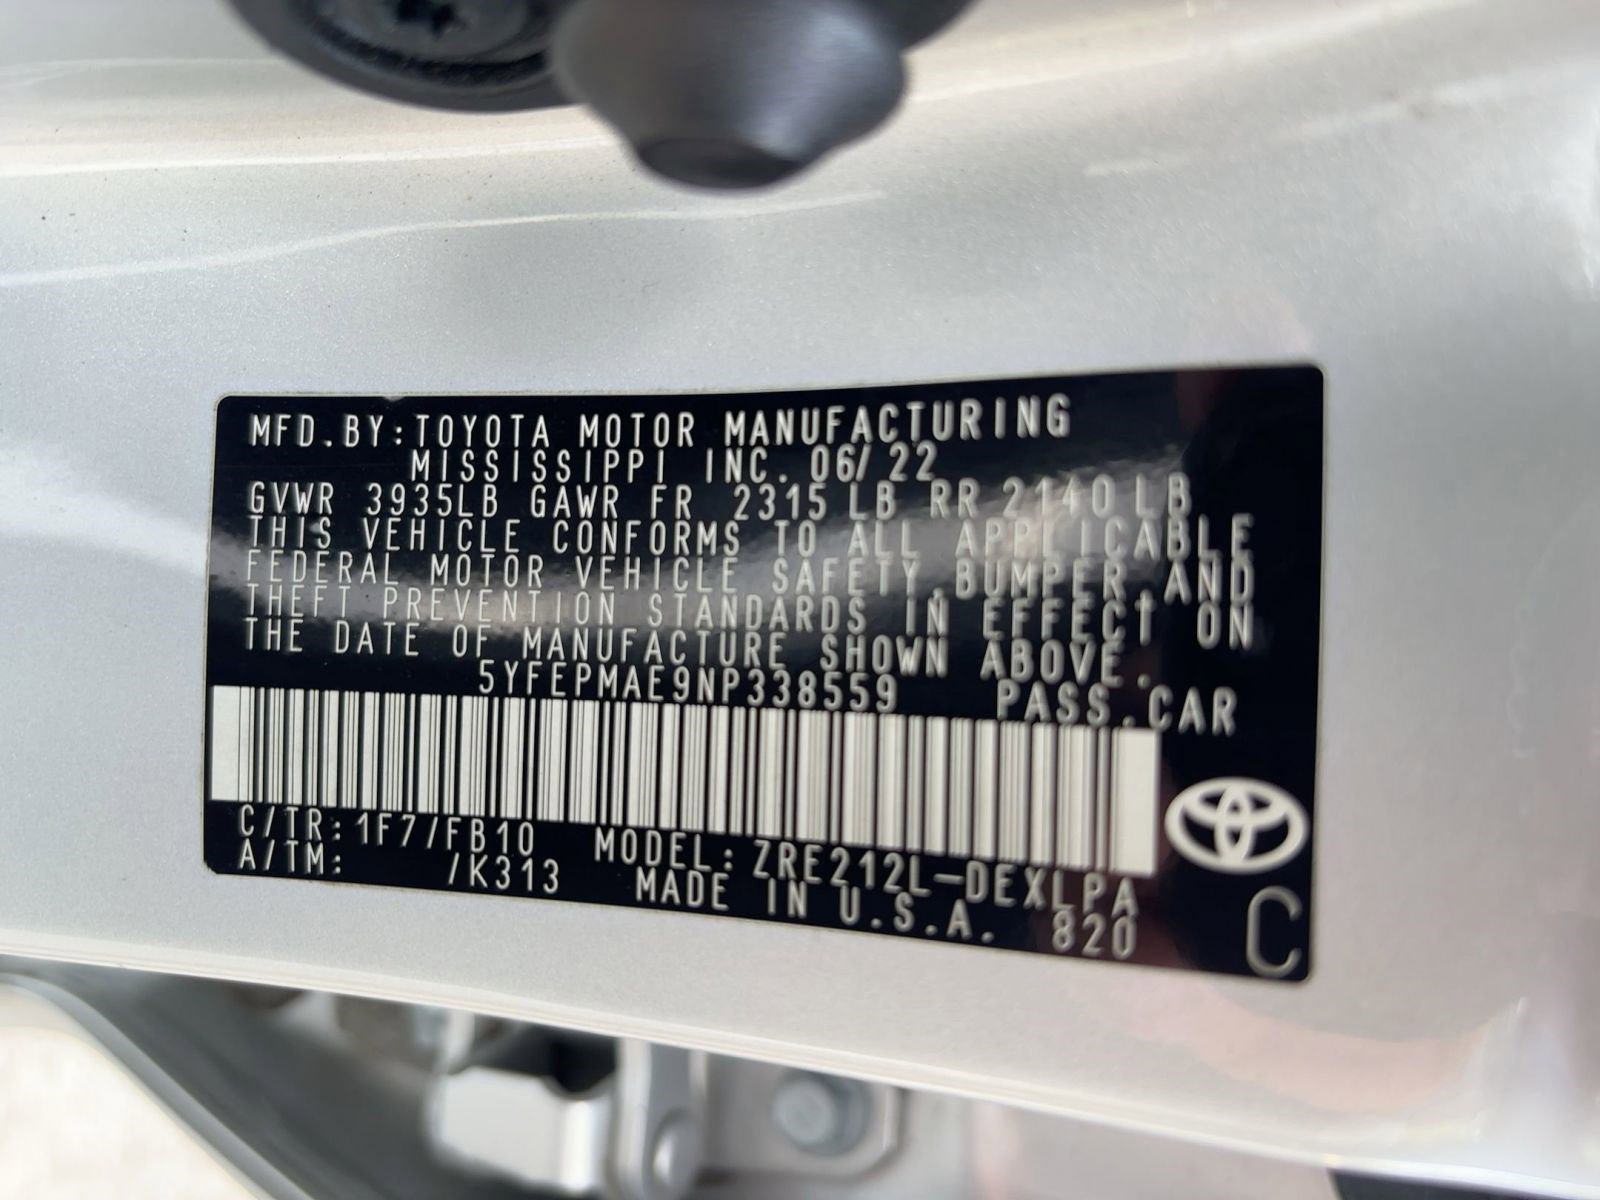 MFD.BY:TOYOTA MOTOR MANUFACTURING
MISSISSIPPI INC. 06/22
GVWR 3935LB GAWR FR 2315 LB RR 2140 LB
THIS VEHICLE CONFORMS TO ALL APPLICABLE
FEDERAL MOTOR VEHICLE SAFETY,BUMPER,AND
THEFT PREVENTION STANDARDS IN EFFECT ON
THE DATE OF MANUFACTURE SHOWN ABOVE.
5YFEPMAE9NP338559 PASS.CAR
C/TR:1F7/FB10 MODEL:ZRE212L-DEXLPA
A/TM: /K313 MADE IN U.S.A. 820
C